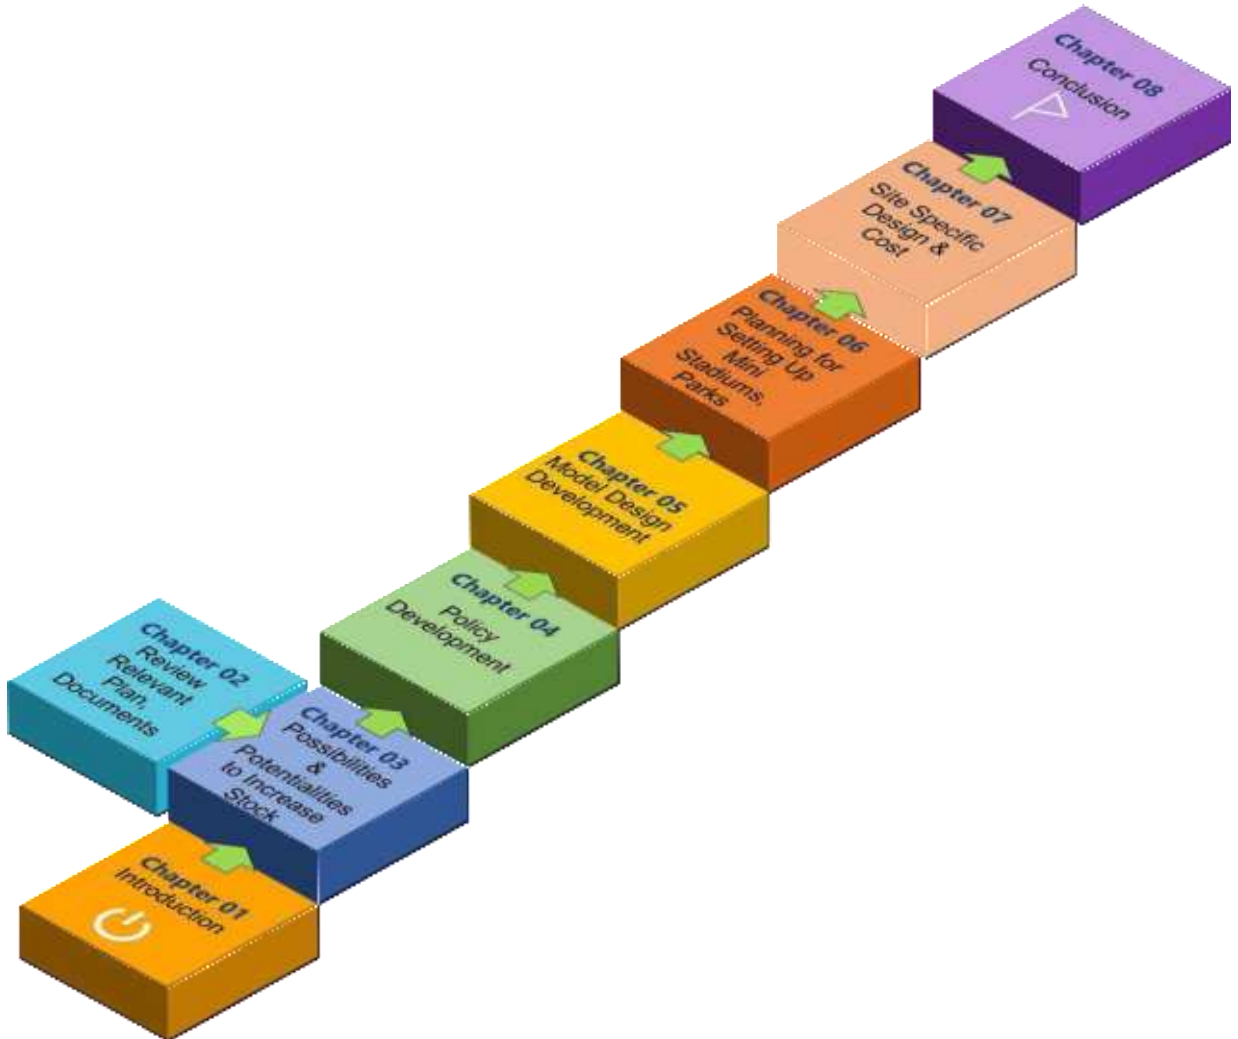 Chapter 01
Introduction
Chapter 02
Review
Relevant
Plan,
Documents
Chapter 03
Possibilities
&
Potentialities
to Increase
Stock
Chapter 04
Policy
Development
Chapter 05
Model Design
Development
Chapter 06
Planning for
Setting Up
Mini
Stadiums,
Parks
Chapter 07
Site Specific
Design &
Cost
Chapter 08
Conclusion